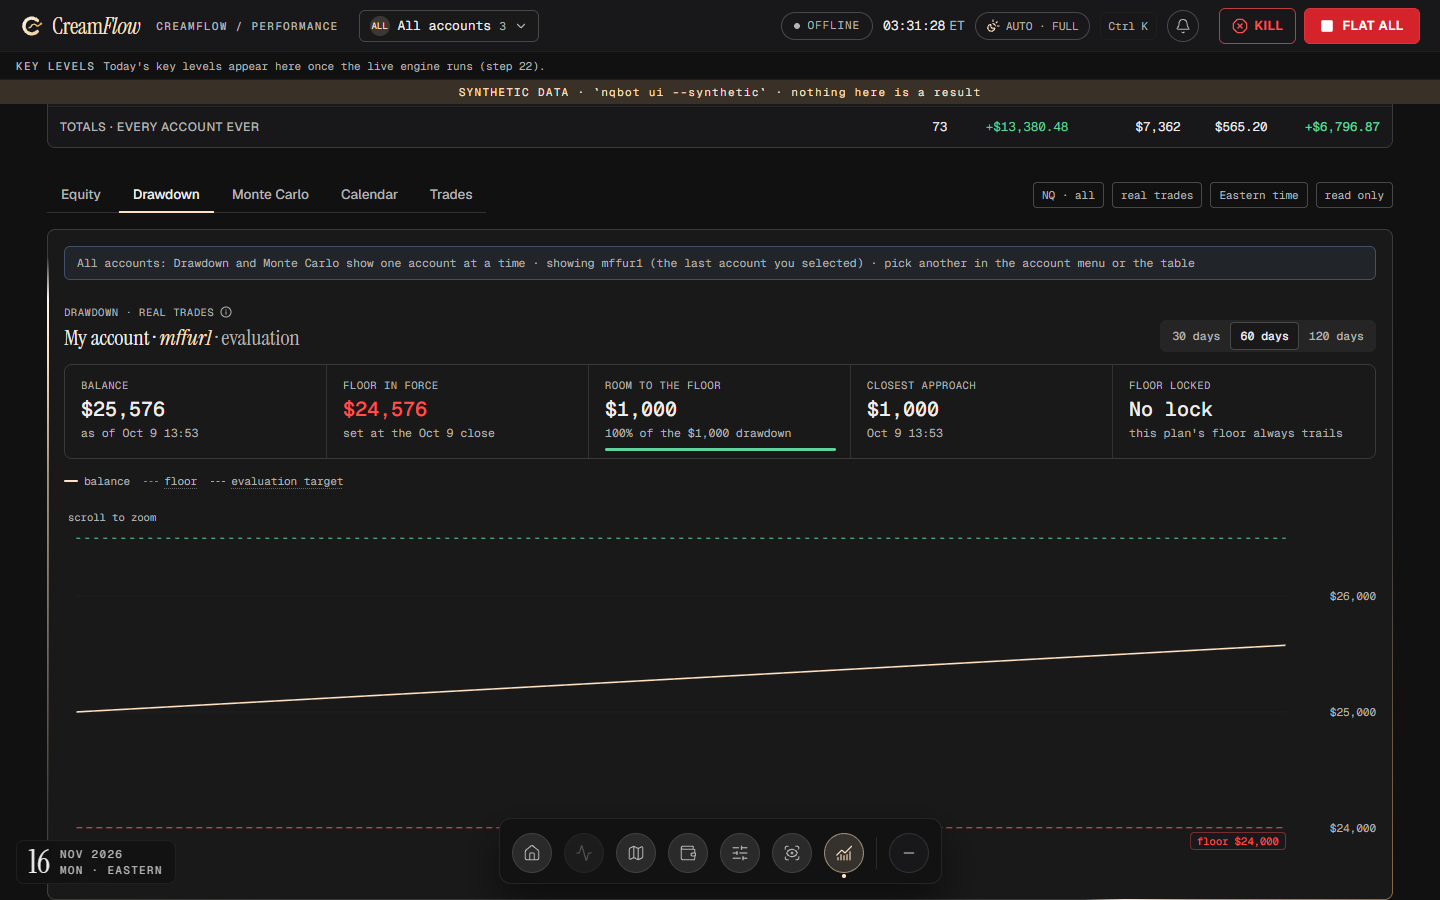 CreamFlow
CREAMFLOW / PERFORMANCE
ALL All accounts 3
OFFLINE
03:31:28 ET
AUTO · FULL
Ctrl K
KILL
FLAT ALL
KEY LEVELS Today's key levels appear here once the live engine runs (step 22).
SYNTHETIC DATA · `nqbot ui --synthetic` · nothing here is a result
TOTALS · EVERY ACCOUNT EVER 73 +$13,380.48 $7,362 $565.20 +$6,796.87
Equity Drawdown Monte Carlo Calendar Trades
NQ · all real trades Eastern time read only
All accounts: Drawdown and Monte Carlo show one account at a time · showing mffur1 (the last account you selected) · pick another in the account menu or the table
DRAWDOWN · REAL TRADES
My account · mffur1 · evaluation
30 days 60 days 120 days
BALANCE
$25,576
as of Oct 9 13:53
FLOOR IN FORCE
$24,576
set at the Oct 9 close
ROOM TO THE FLOOR
$1,000
100% of the $1,000 drawdown
CLOSEST APPROACH
$1,000
Oct 9 13:53
FLOOR LOCKED
No lock
this plan's floor always trails
balance floor evaluation target
scroll to zoom
$26,000
$25,000
$24,000
floor $24,000
16 NOV 2026
MON · EASTERN